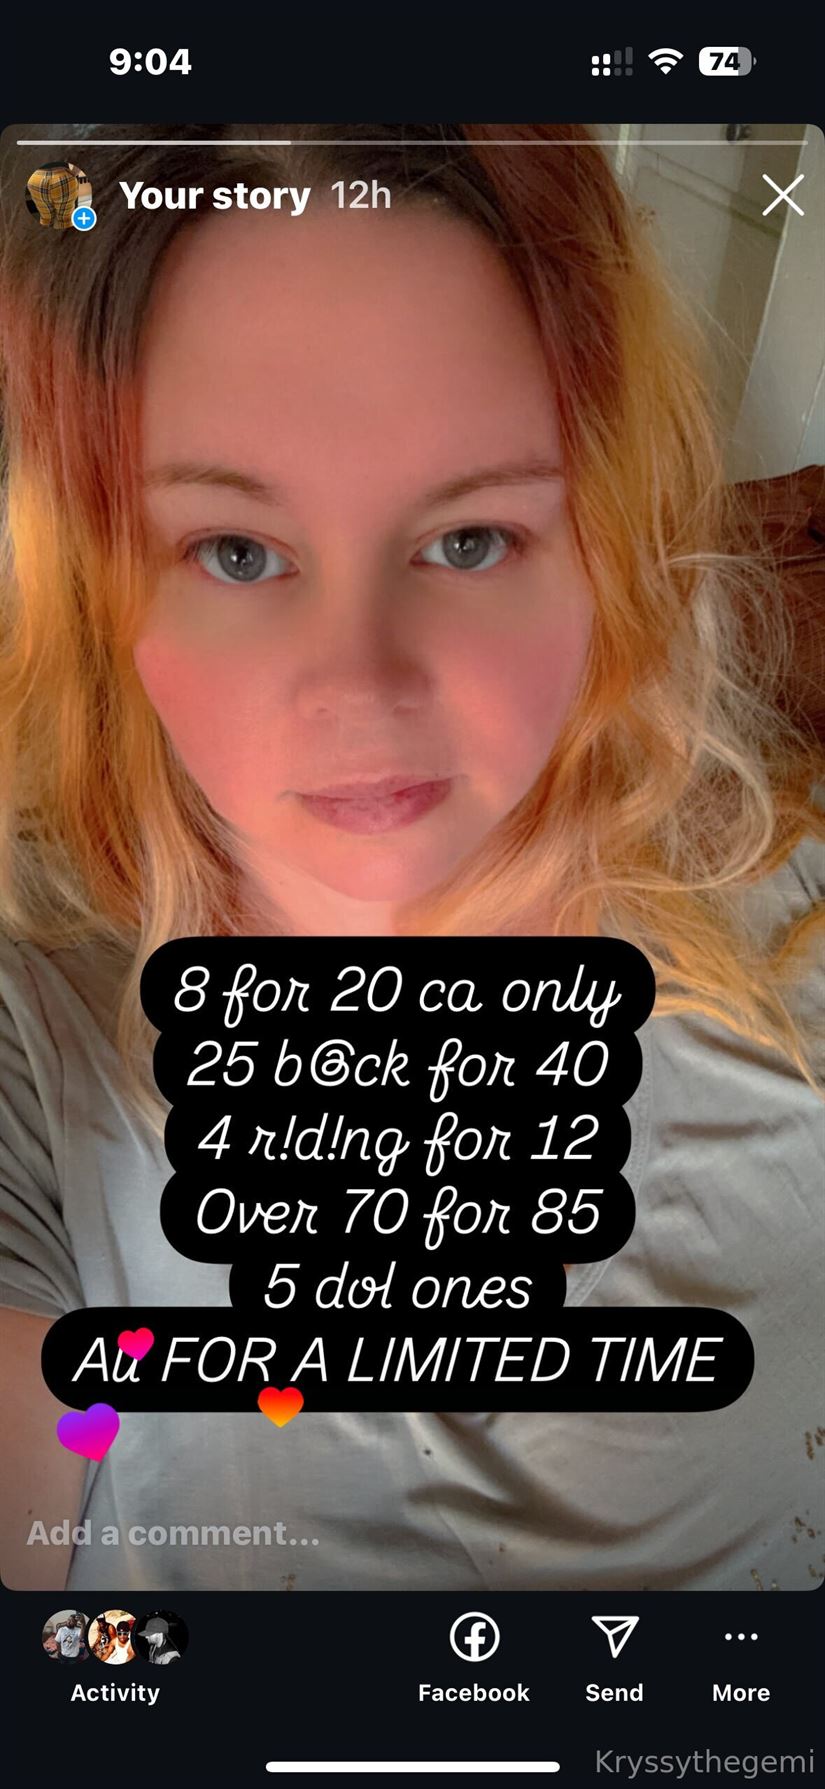 9:04
74
Your story 12h
8 for 20 ca only
25 b@ck for 40
4 r!d!ng for 12
Over 70 for 85
5 dol ones
All FOR A LIMITED TIME
Add a comment...
Activity
Facebook
Send
More
Kryssythegemi